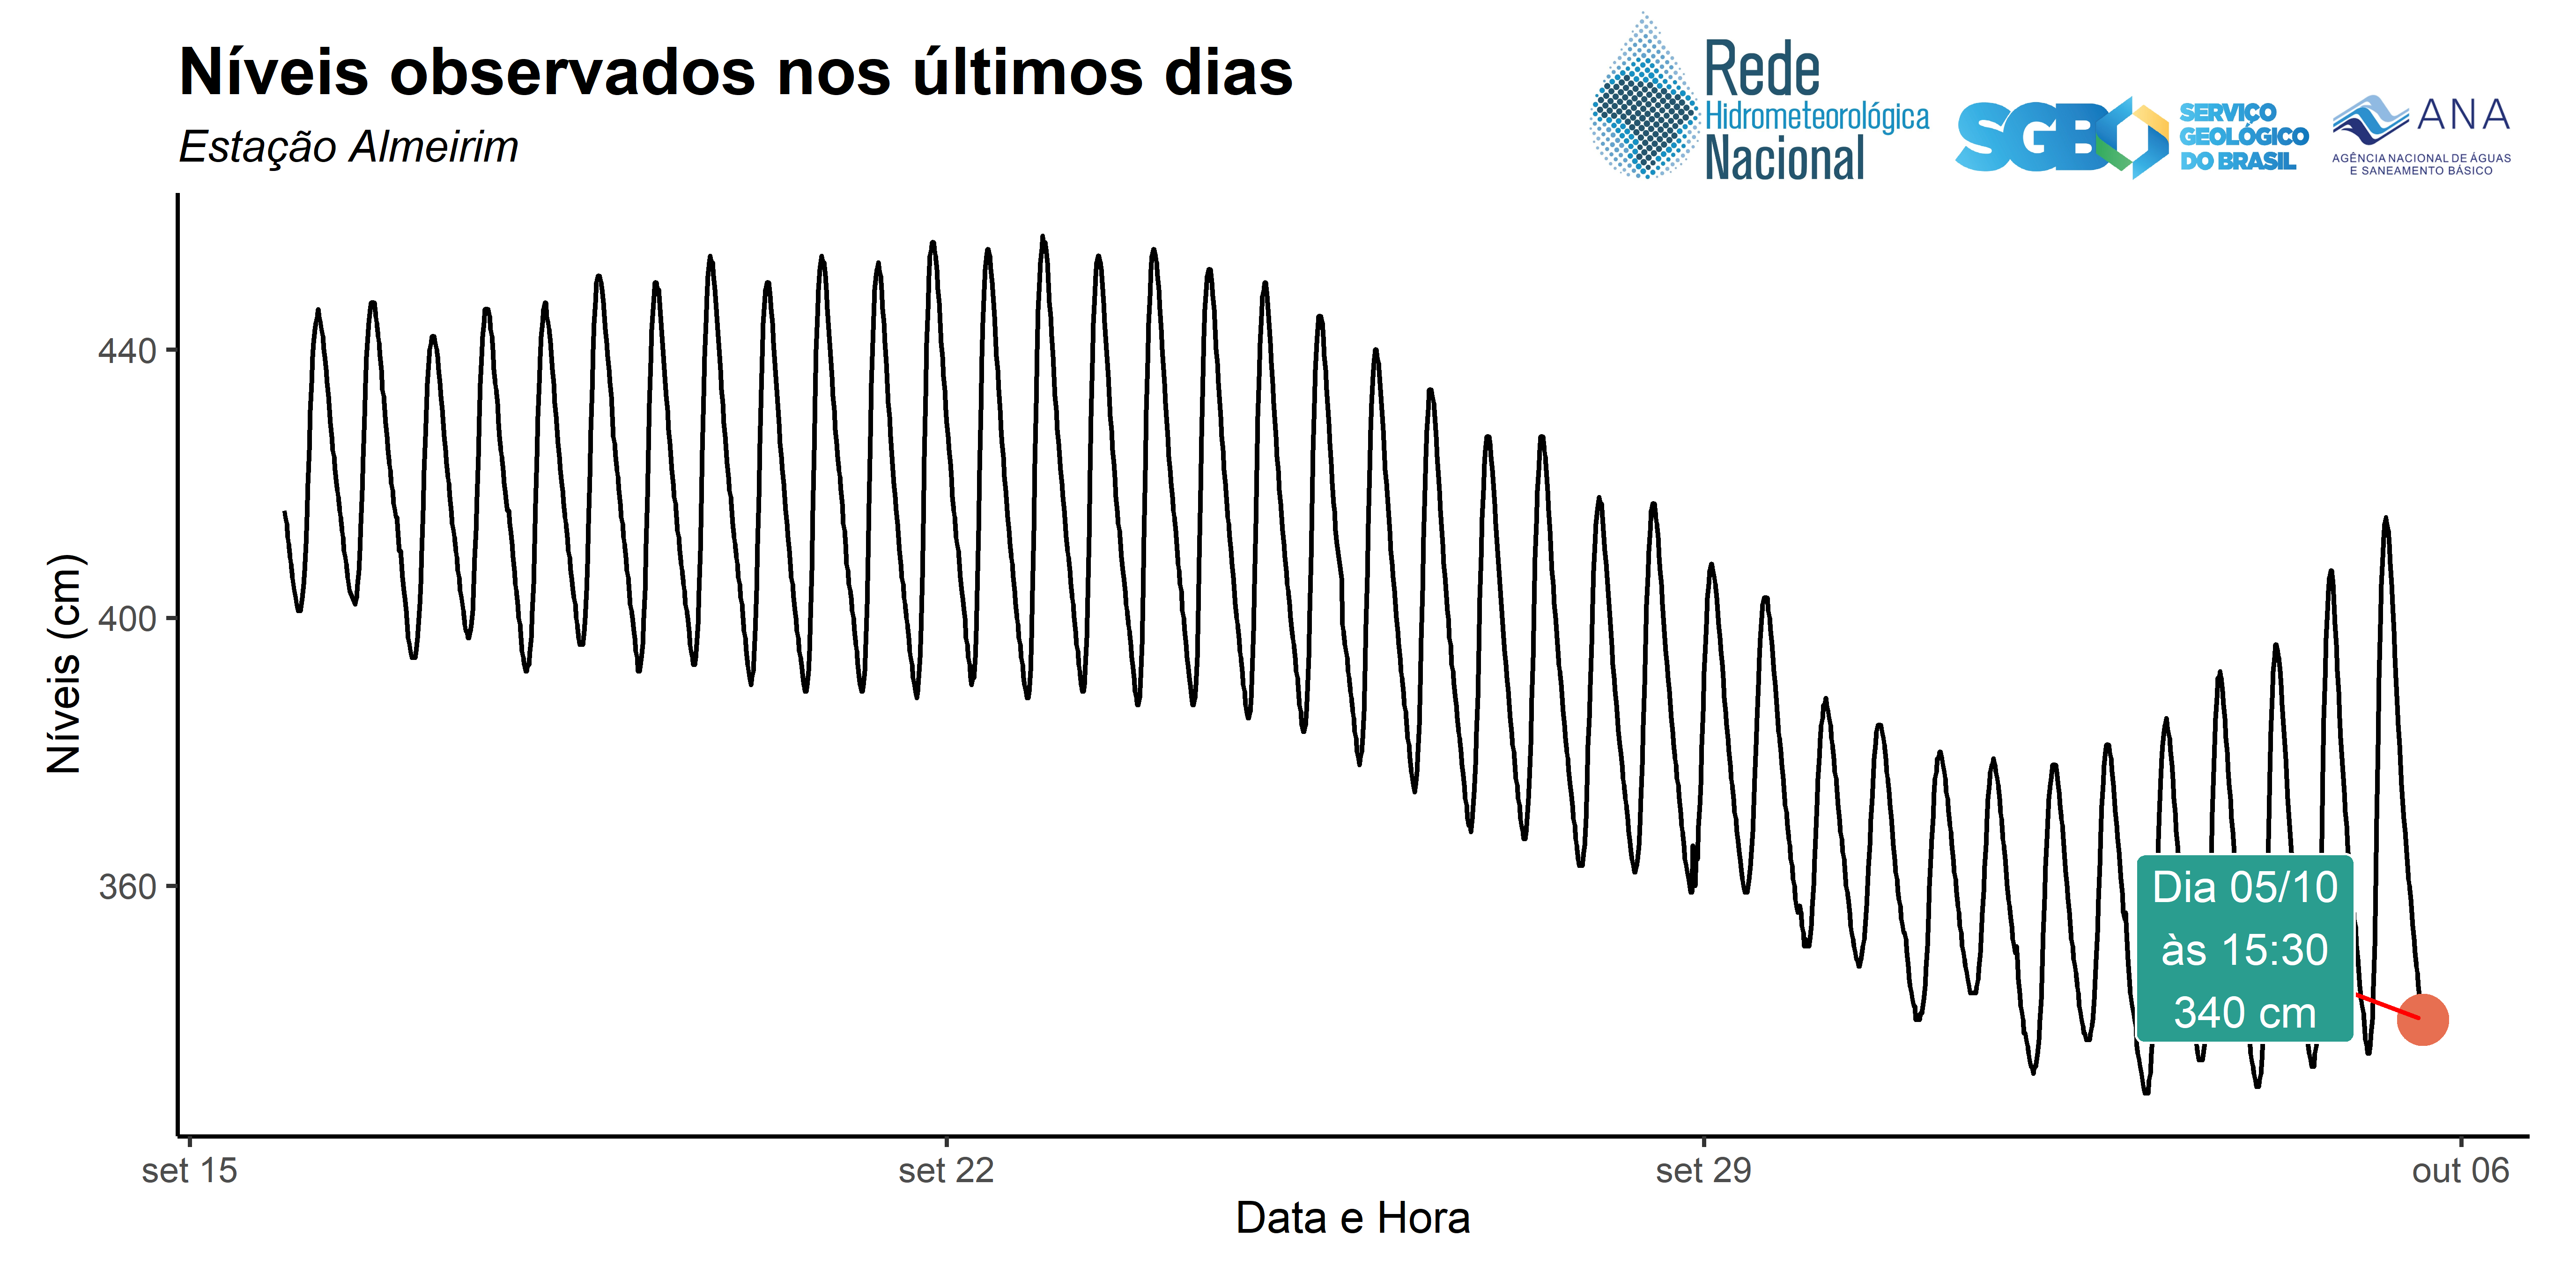 Níveis observados nos últimos dias
Estação Almeirim
Rede
Hidrometeorológica
Nacional
SGB
SERVIÇO
GEOLÓGICO
DO BRASIL
ANA
AGÊNCIA NACIONAL DE ÁGUAS
E SANEAMENTO BÁSICO
Níveis (cm)
440
400
360
Dia 05/10
às 15:30
340 cm
set 15
set 22
set 29
out 06
Data e Hora